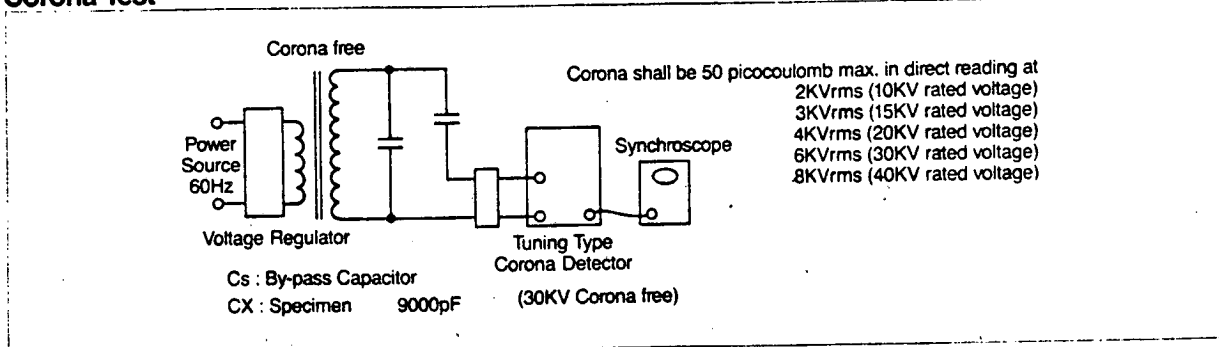 Corona Test
Corona free
Corona shall be 50 picocoulomb max. in direct reading at
2KVrms (10KV rated voltage)
3KVrms (15KV rated voltage)
4KVrms (20KV rated voltage)
6KVrms (30KV rated voltage)
8KVrms (40KV rated voltage)
Power
Source
60Hz
Synchroscope
Voltage Regulator
Tuning Type
Corona Detector
(30KV Corona free)
Cs : By-pass Capacitor
CX : Specimen 9000pF